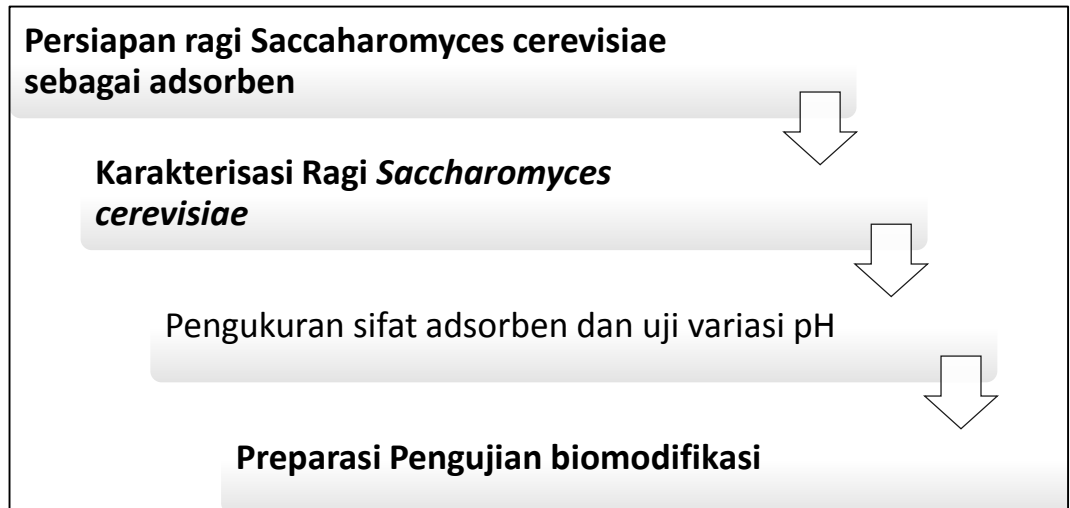 Persiapan ragi Saccaharomyces cerevisiae
sebagai adsorben
Karakterisasi Ragi Saccharomyces
cerevisiae
Pengukuran sifat adsorben dan uji variasi pH
Preparasi Pengujian biomodifikasi